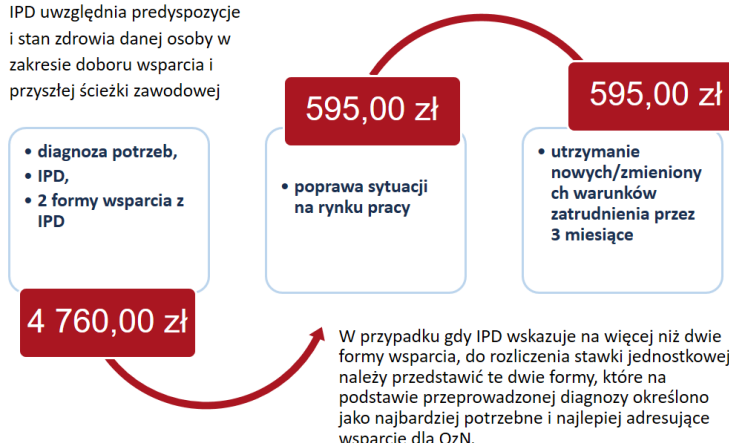 IPD uwzględnia predyspozycje
i stan zdrowia danej osoby w
zakresie doboru wsparcia i
przyszłej ścieżki zawodowej
• diagnoza potrzeb,
• IPD,
• 2 formy wsparcia z
IPD
4 760,00 zł
595,00 zł
• poprawa sytuacji
na rynku pracy
595,00 zł
• utrzymanie
nowych/zmieniony
ch warunków
zatrudnienia przez
3 miesiące
W przypadku gdy IPD wskazuje na więcej niż dwie
formy wsparcia, do rozliczenia stawki jednostkowej
należy przedstawić te dwie formy, które na
podstawie przeprowadzonej diagnozy określono
jako najbardziej potrzebne i najlepiej adresujące
wsparcie dla OzN.